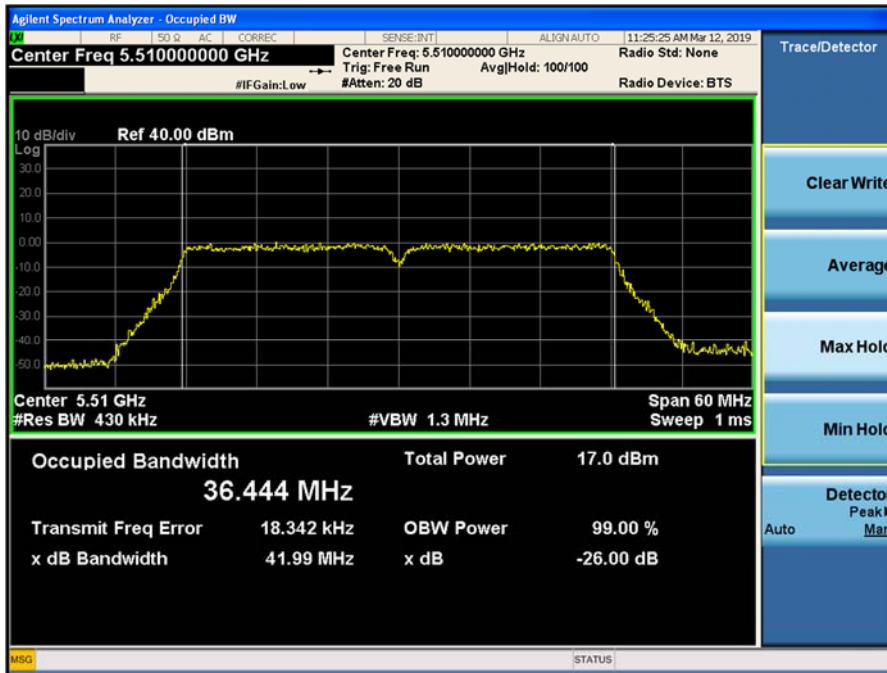 Agilent Spectrum Analyzer - Occupied BW
LXI RF 50 Ω AC CORREC SENSE:INT ALIGN AUTO 11:25:25 AM Mar 12, 2019
Center Freq 5.510000000 GHz
Center Freq: 5.510000000 GHz
Radio Std: None
Trig: Free Run Avg|Hold: 100/100
#IFGain:Low
#Atten: 20 dB
Radio Device: BTS
10 dB/div Ref 40.00 dBm
Log
30.0
20.0
10.0
0.00
-10.0
-20.0
-30.0
-40.0
-50.0
Center 5.51 GHz Span 60 MHz
#Res BW 430 kHz #VBW 1.3 MHz Sweep 1 ms
Occupied Bandwidth Total Power 17.0 dBm
36.444 MHz
Transmit Freq Error 18.342 kHz OBW Power 99.00 %
x dB Bandwidth 41.99 MHz x dB -26.00 dB
MSG STATUS
Trace/Detector
Clear Write
Average
Max Hold
Min Hold
Detector
Peak
Auto Man